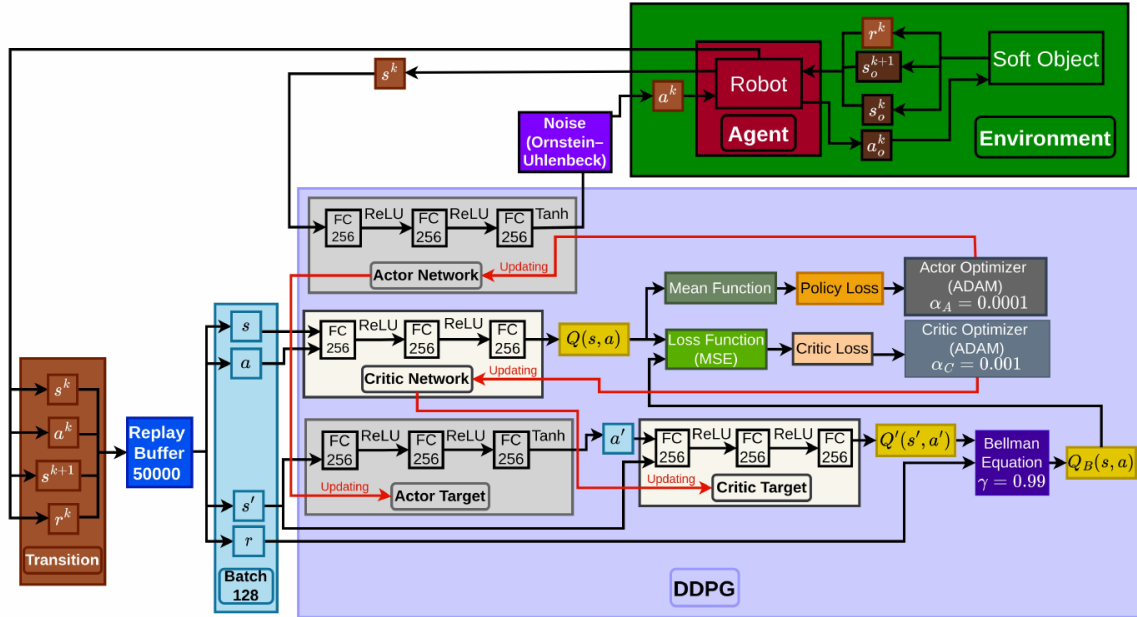 r^k
s^k
s_o^{k+1}
Soft Object
Robot
a^k
s_o^k
Noise
(Ornstein–
Uhlenbeck)
Agent
a_o^k
Environment
FC
256
ReLU
FC
256
ReLU
FC
256
Tanh
Actor Network
Updating
Mean Function
Policy Loss
Actor Optimizer
(ADAM)
α_A = 0.0001
s
a
FC
256
ReLU
FC
256
ReLU
FC
256
Q(s, a)
Loss Function
(MSE)
Critic Loss
Critic Optimizer
(ADAM)
α_C = 0.001
Critic Network
Updating
s^k
a^k
s^{k+1}
r^k
Transition
Replay
Buffer
50000
FC
256
ReLU
FC
256
ReLU
FC
256
Tanh
a′
FC
256
ReLU
FC
256
ReLU
FC
256
Q′(s′, a′)
Bellman
Equation
γ = 0.99
Q_B(s, a)
Updating
Actor Target
Updating
Critic Target
s′
r
Batch
128
DDPG